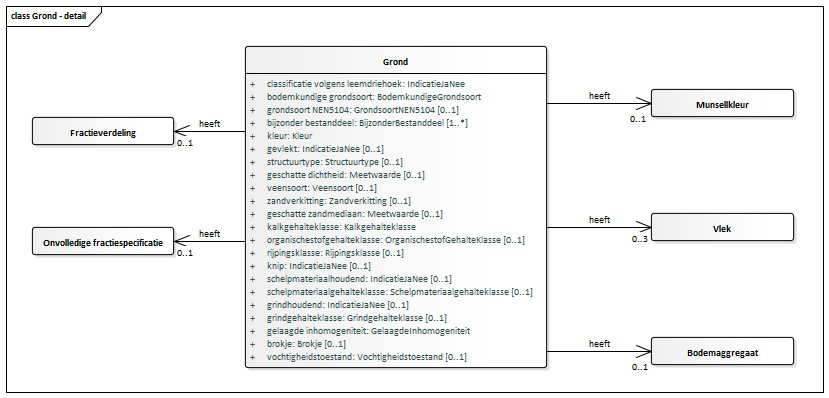 class Grond - detail
Grond
+ classificatie volgens leemdriehoek: IndicatieJaNee
+ bodemkundige grondsoort: BodemkundigeGrondsoort
+ grondsoort NEN5104: GrondsoortNEN5104 [0..1]
+ bijzonder bestanddeel: BijzonderBestanddeel [1..*]
+ kleur: Kleur
+ gevlekt: IndicatieJaNee [0..1]
+ structuurtype: Structuurtype [0..1]
+ geschatte dichtheid: Meetwaarde [0..1]
+ veensoort: Veensoort [0..1]
+ zandverkitting: Zandverkitting [0..1]
+ geschatte zandmediaan: Meetwaarde [0..1]
+ kalkgehalteklasse: Kalkgehalteklasse
+ organischestofgehalteklasse: OrganischestofGehalteKlasse [0..1]
+ rijpingsklasse: Rijpingsklasse [0..1]
+ knip: IndicatieJaNee [0..1]
+ schelpmateriaalhoudend: IndicatieJaNee [0..1]
+ schelpmateriaalgehalteklasse: Schelpmateriaalgehalteklasse [0..1]
+ grindhoudend: IndicatieJaNee [0..1]
+ grindgehalteklasse: Grindgehalteklasse [0..1]
+ gelaagde inhomogeniteit: GelaagdeInhomogeniteit
+ brokje: Brokje [0..1]
+ vochtigheidstoestand: Vochtigheidstoestand [0..1]
Fractieverdeling
heeft
0..1
Onvolledige fractiespecificatie
heeft
0..1
heeft
Munsellkleur
0..1
heeft
Vlek
0..3
heeft
Bodemaggregaat
0..1